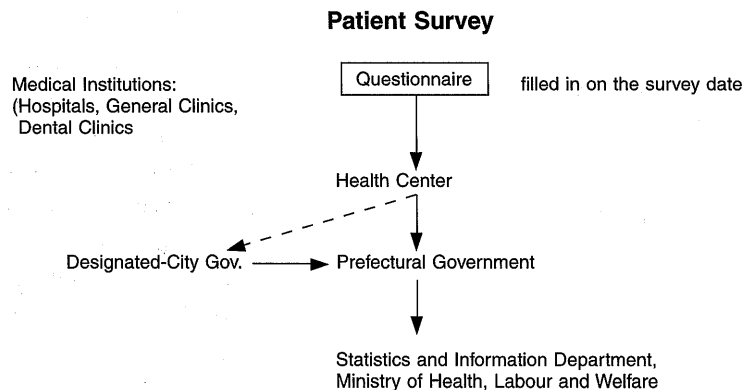 Patient Survey
Medical Institutions:
(Hospitals, General Clinics,
Dental Clinics
Questionnaire
filled in on the survey date
Health Center
Designated-City Gov.
Prefectural Government
Statistics and Information Department,
Ministry of Health, Labour and Welfare